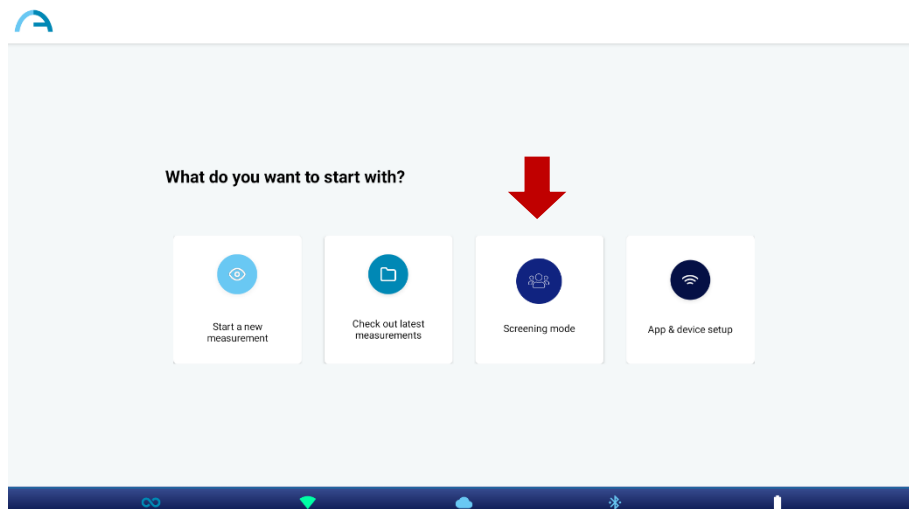 What do you want to start with?
Start a new
measurement
Check out latest
measurements
Screening mode
App & device setup